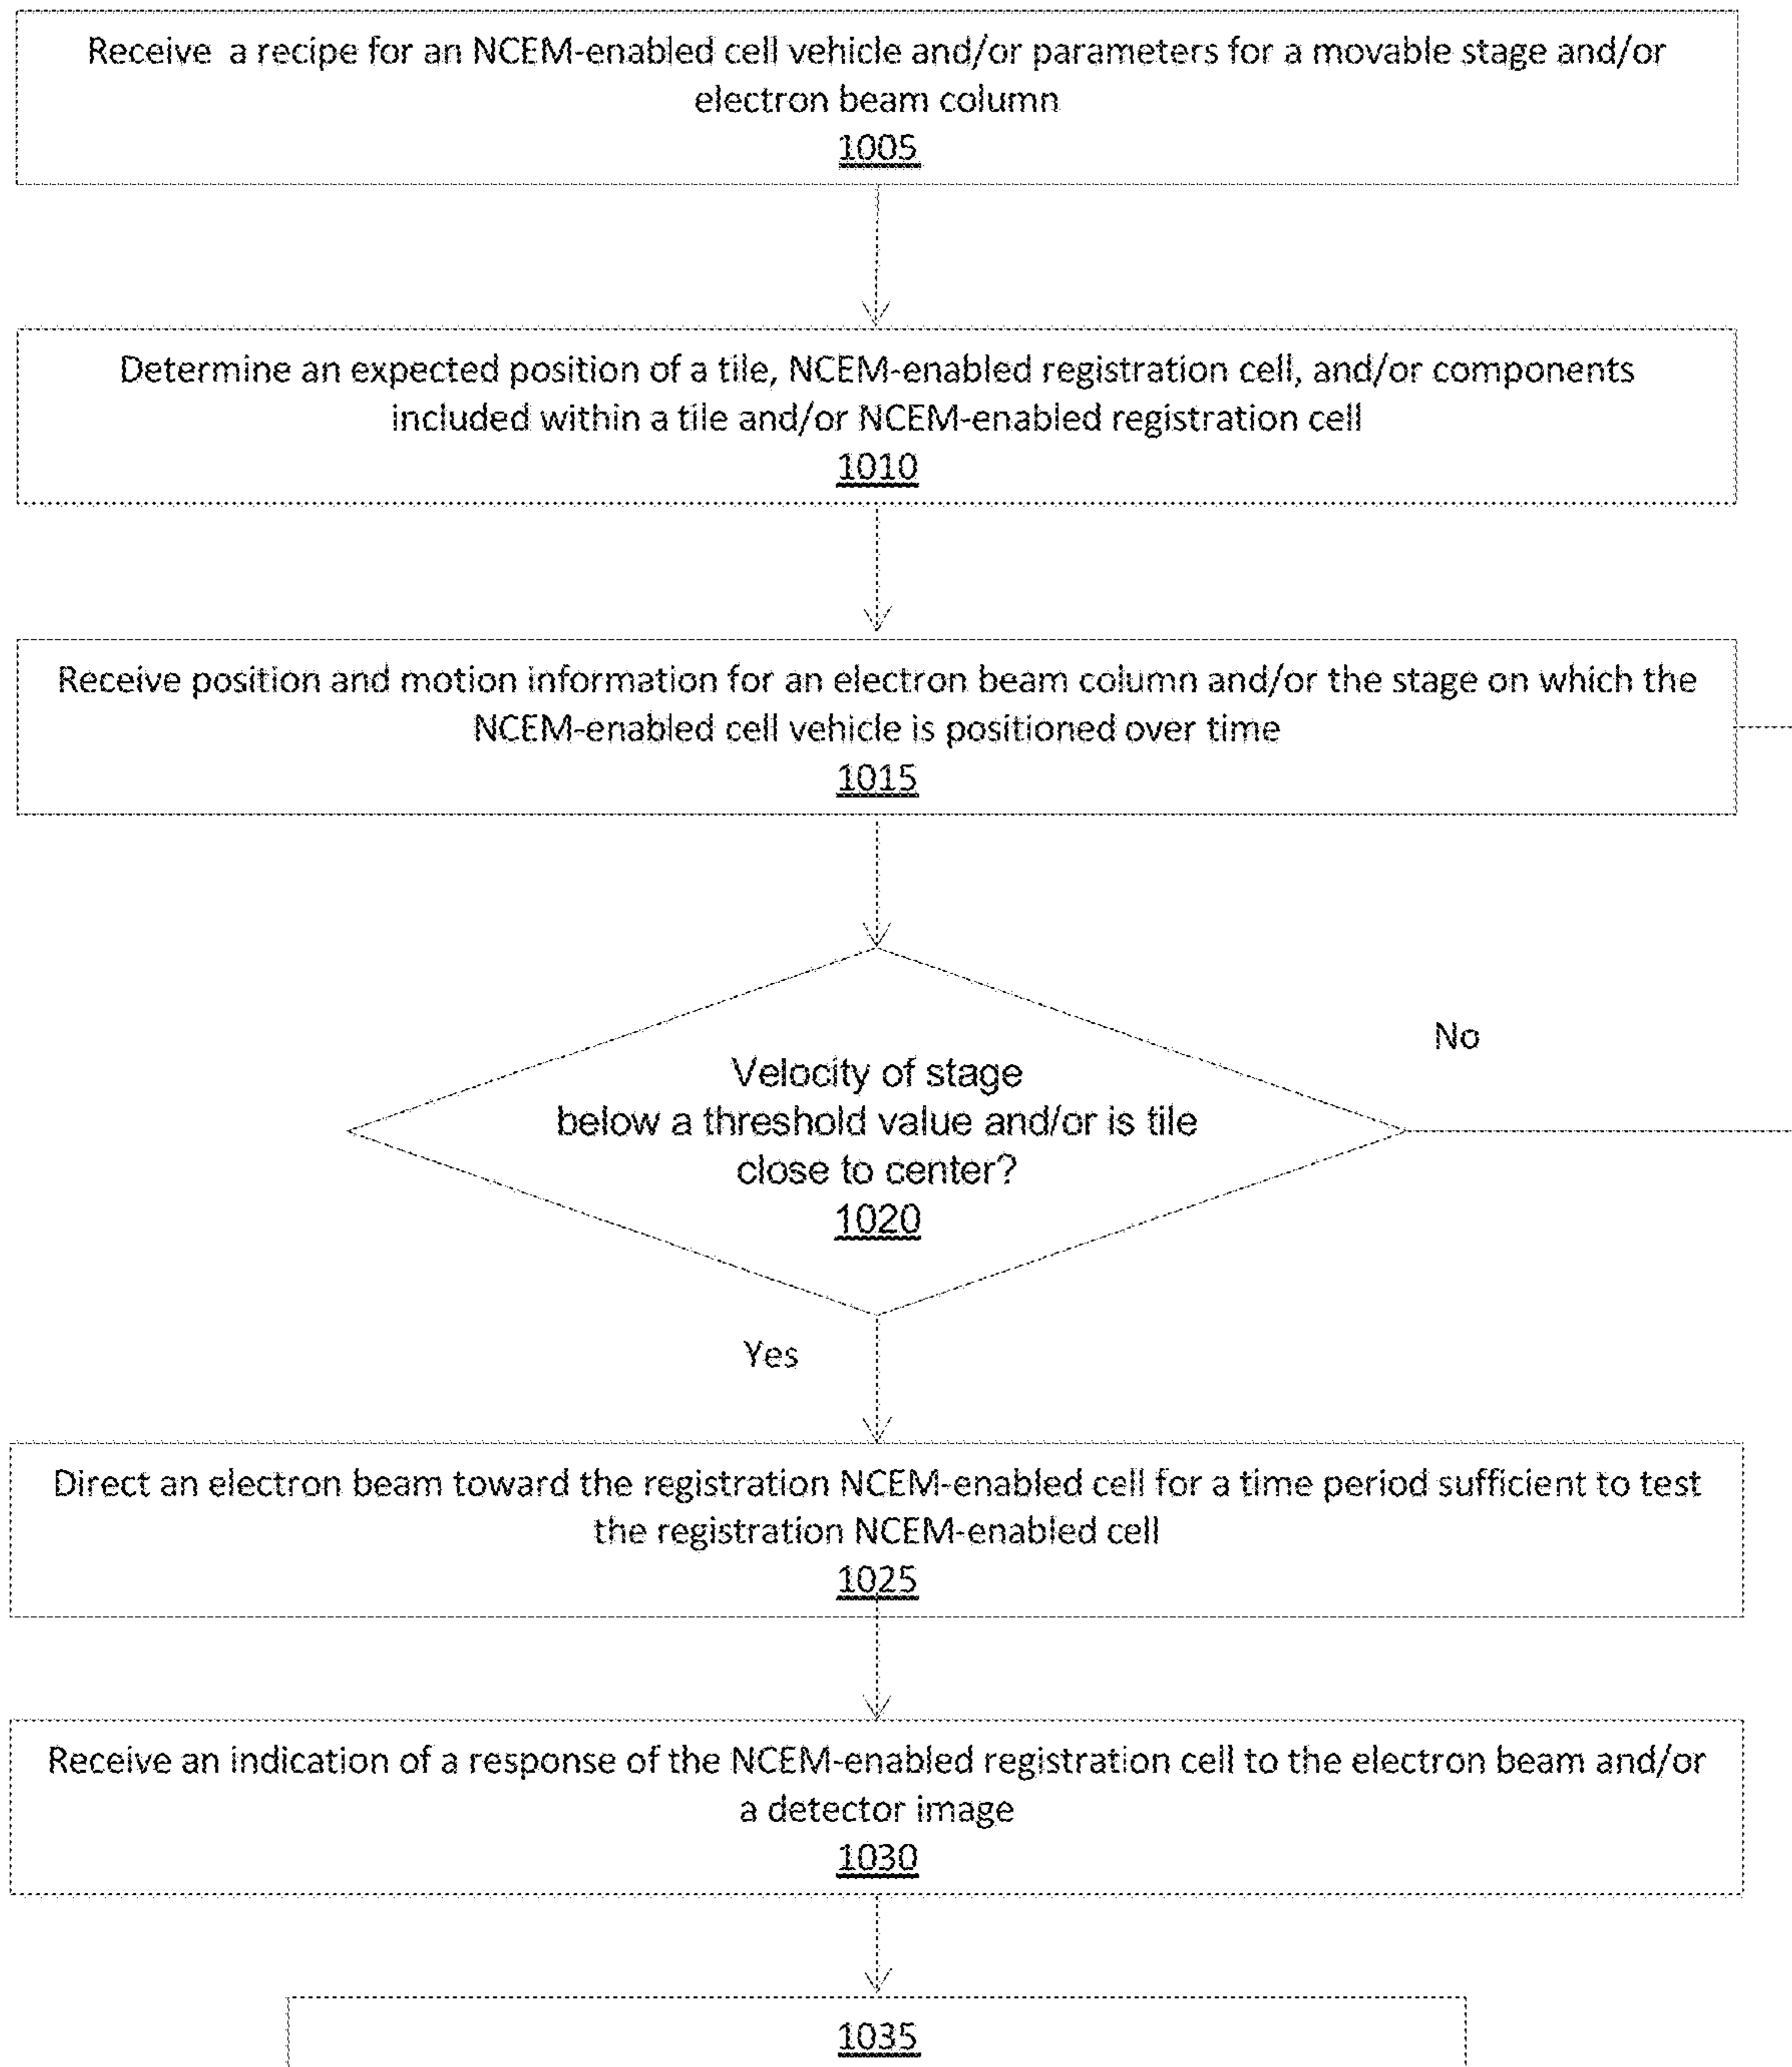 Receive a recipe for an NCEM-enabled cell vehicle and/or parameters for a movable stage and/or
electron beam column
1005
Determine an expected position of a tile, NCEM-enabled registration cell, and/or components
included within a tile and/or NCEM-enabled registration cell
1010
Receive position and motion information for an electron beam column and/or the stage on which the
NCEM-enabled cell vehicle is positioned over time
1015
No
Velocity of stage
below a threshold value and/or is tile
close to center?
1020
Yes
Direct an electron beam toward the registration NCEM-enabled cell for a time period sufficient to test
the registration NCEM-enabled cell
1025
Receive an indication of a response of the NCEM-enabled registration cell to the electron beam and/or
a detector image
1030
1035